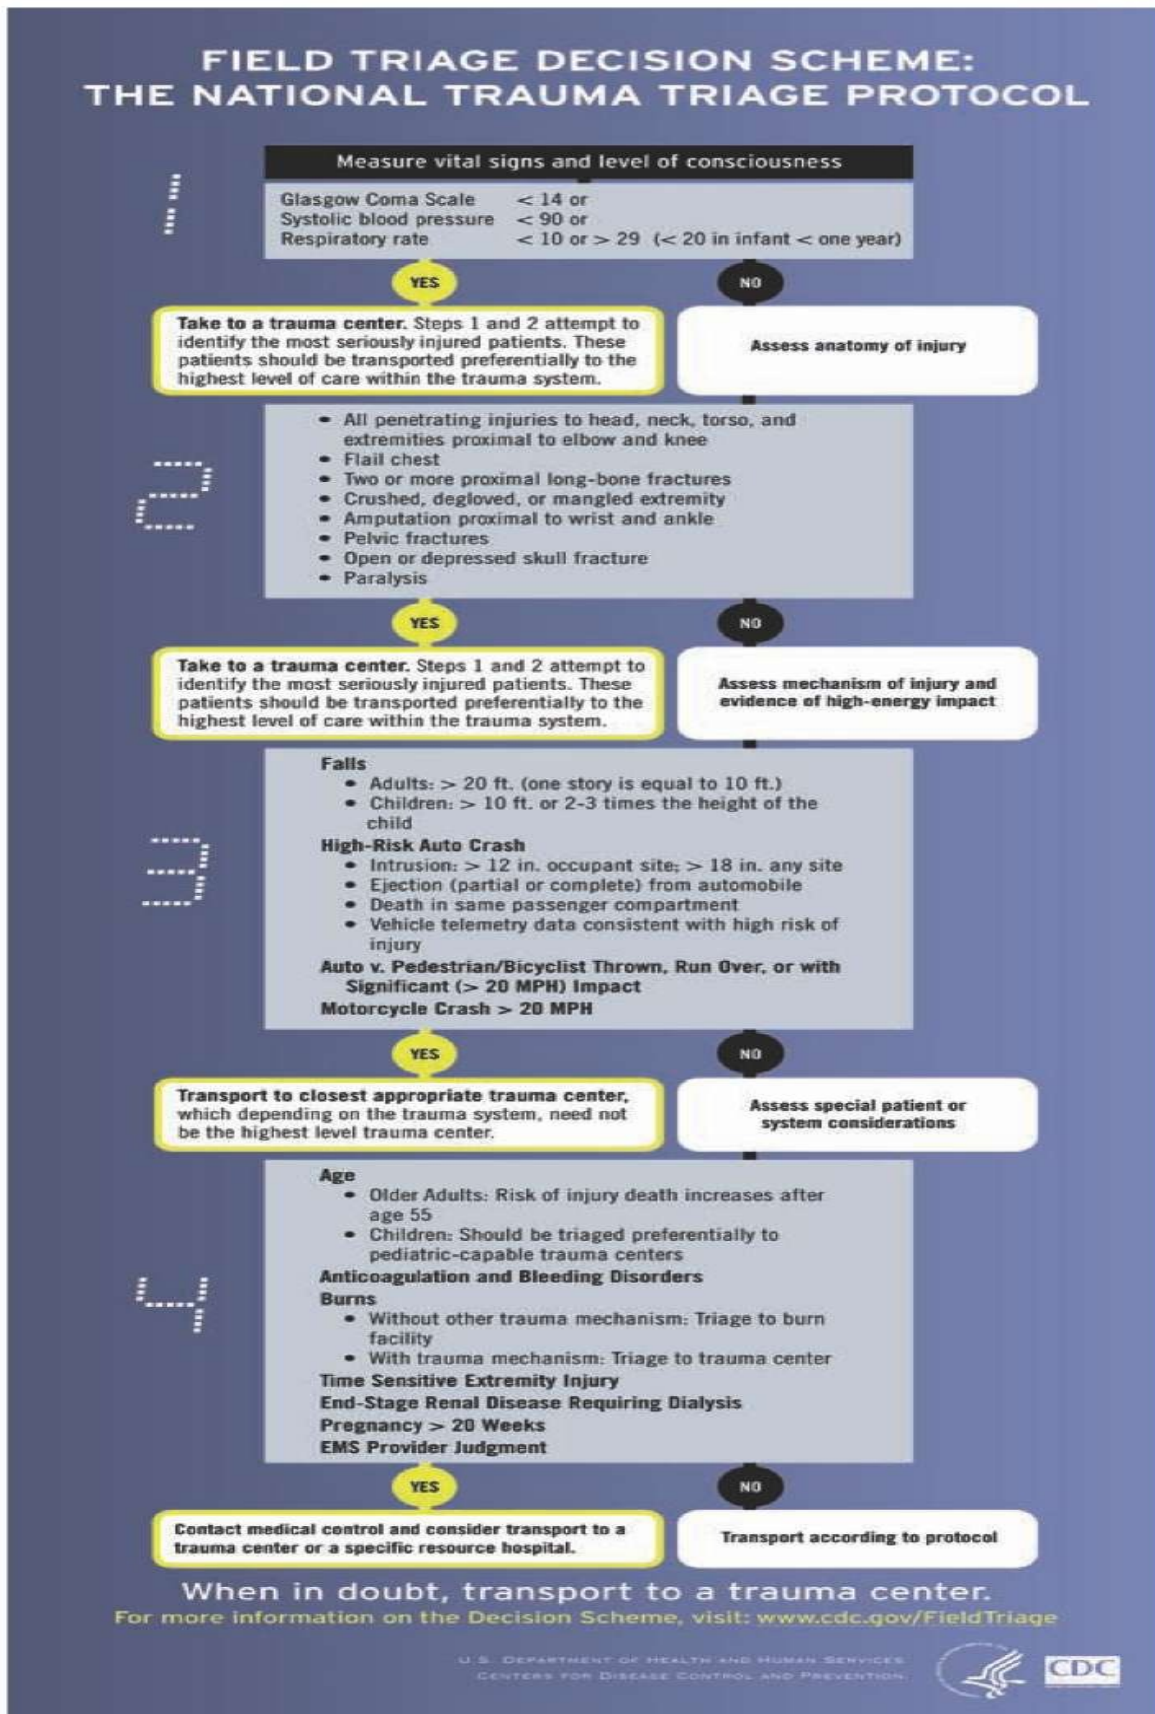 FIELD TRIAGE DECISION SCHEME:
THE NATIONAL TRAUMA TRIAGE PROTOCOL
1
Measure vital signs and level of consciousness
Glasgow Coma Scale < 14 or
Systolic blood pressure < 90 or
Respiratory rate < 10 or > 29 (< 20 in infant < one year)
YES
NO
Take to a trauma center. Steps 1 and 2 attempt to
identify the most seriously injured patients. These
patients should be transported preferentially to the
highest level of care within the trauma system.
Assess anatomy of injury
2
• All penetrating injuries to head, neck, torso, and
extremities proximal to elbow and knee
• Flail chest
• Two or more proximal long-bone fractures
• Crushed, degloved, or mangled extremity
• Amputation proximal to wrist and ankle
• Pelvic fractures
• Open or depressed skull fracture
• Paralysis
YES
NO
Take to a trauma center. Steps 1 and 2 attempt to
identify the most seriously injured patients. These
patients should be transported preferentially to the
highest level of care within the trauma system.
Assess mechanism of injury and
evidence of high-energy impact
3
Falls
• Adults: > 20 ft. (one story is equal to 10 ft.)
• Children: > 10 ft. or 2-3 times the height of the
child
High-Risk Auto Crash
• Intrusion: > 12 in. occupant site; > 18 in. any site
• Ejection (partial or complete) from automobile
• Death in same passenger compartment
• Vehicle telemetry data consistent with high risk of
injury
Auto v. Pedestrian/Bicyclist Thrown, Run Over, or with
Significant (> 20 MPH) Impact
Motorcycle Crash > 20 MPH
YES
NO
Transport to closest appropriate trauma center,
which depending on the trauma system, need not
be the highest level trauma center.
Assess special patient or
system considerations
4
Age
• Older Adults: Risk of injury death increases after
age 55
• Children: Should be triaged preferentially to
pediatric-capable trauma centers
Anticoagulation and Bleeding Disorders
Burns
• Without other trauma mechanism: Triage to burn
facility
• With trauma mechanism: Triage to trauma center
Time Sensitive Extremity Injury
End-Stage Renal Disease Requiring Dialysis
Pregnancy > 20 Weeks
EMS Provider Judgment
YES
NO
Contact medical control and consider transport to a
trauma center or a specific resource hospital.
Transport according to protocol
When in doubt, transport to a trauma center.
For more information on the Decision Scheme, visit: www.cdc.gov/FieldTriage
U.S. DEPARTMENT OF HEALTH AND HUMAN SERVICES
CENTERS FOR DISEASE CONTROL AND PREVENTION
CDC